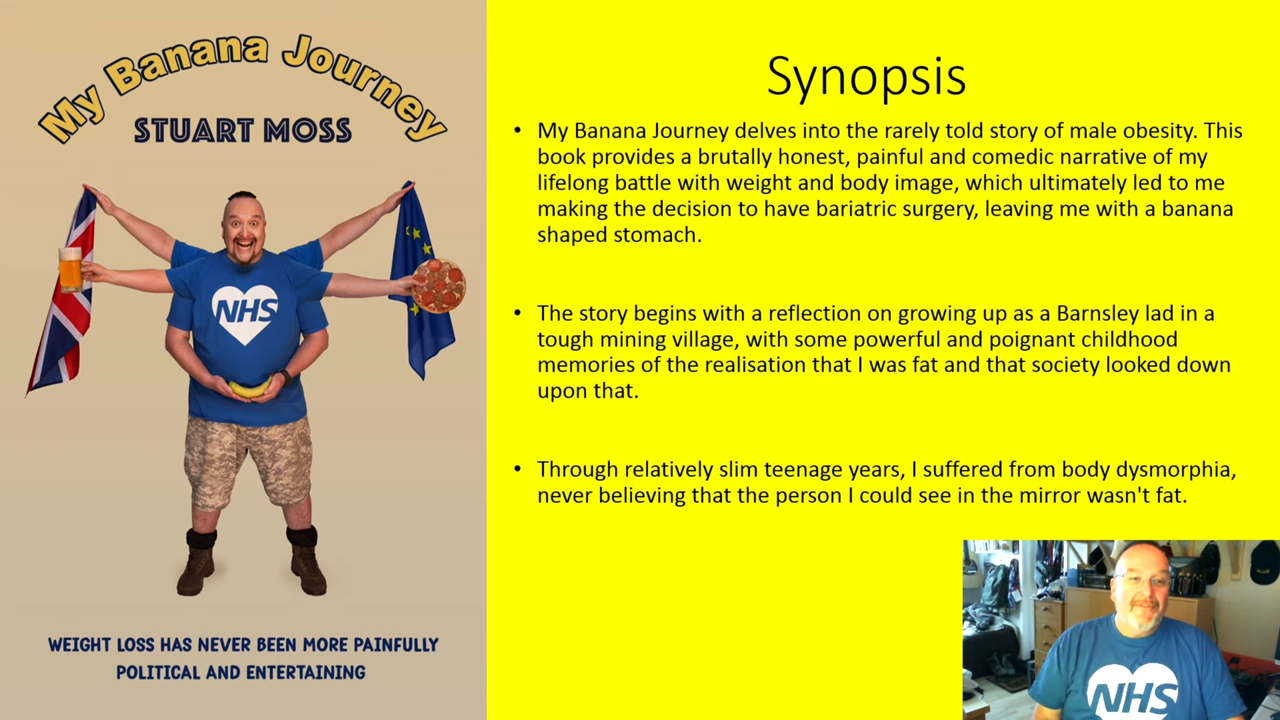 My Banana Journey
STUART MOSS
NHS
WEIGHT LOSS HAS NEVER BEEN MORE PAINFULLY
POLITICAL AND ENTERTAINING
Synopsis
• My Banana Journey delves into the rarely told story of male obesity. This
book provides a brutally honest, painful and comedic narrative of my
lifelong battle with weight and body image, which ultimately led to me
making the decision to have bariatric surgery, leaving me with a banana
shaped stomach.
• The story begins with a reflection on growing up as a Barnsley lad in a
tough mining village, with some powerful and poignant childhood
memories of the realisation that I was fat and that society looked down
upon that.
• Through relatively slim teenage years, I suffered from body dysmorphia,
never believing that the person I could see in the mirror wasn't fat.
NHS